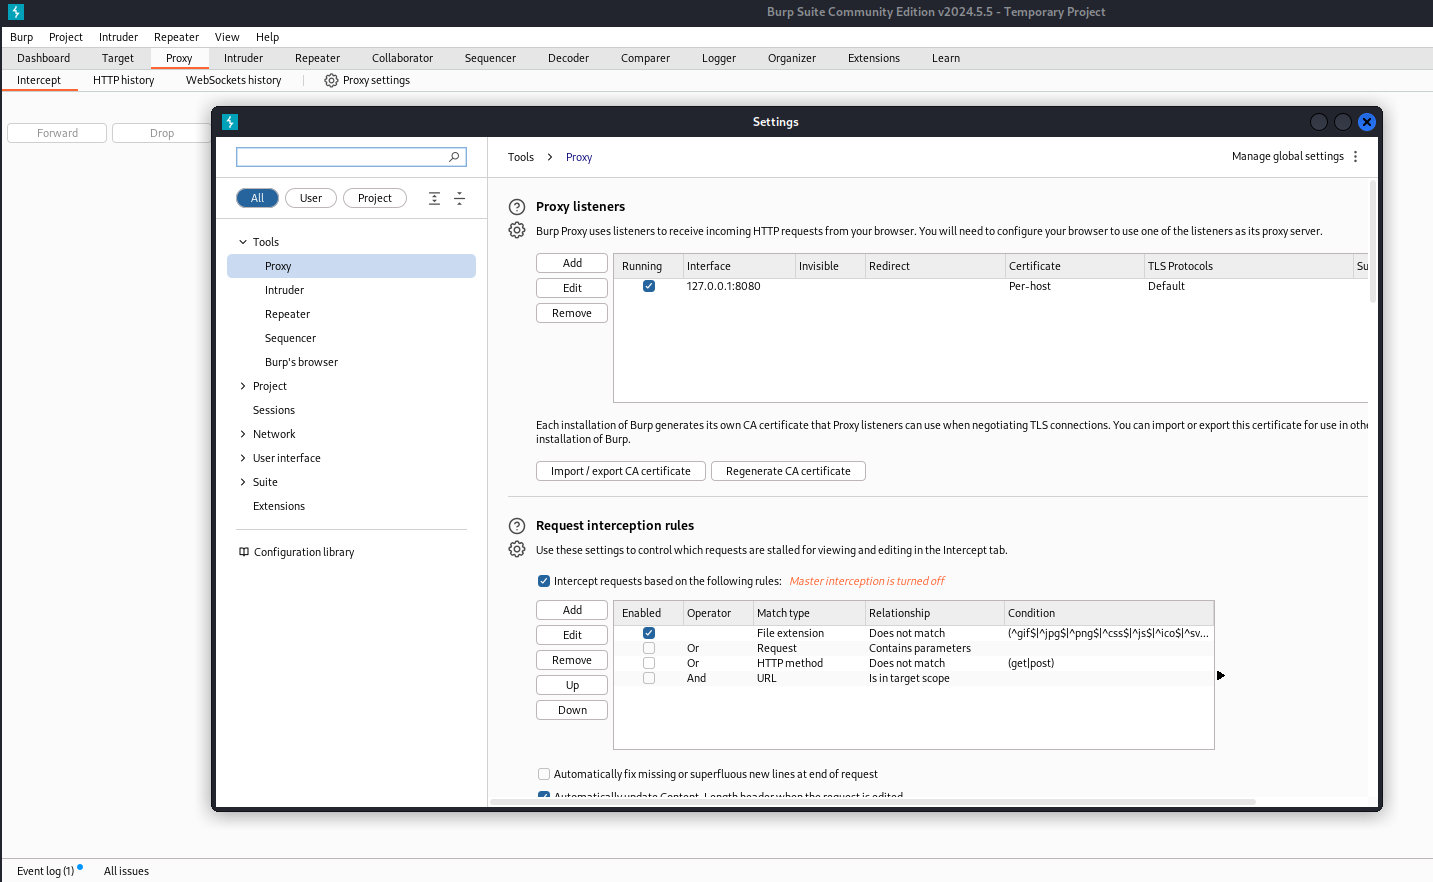 Burp Suite Community Edition v2024.5.5 - Temporary Project
Burp Project Intruder Repeater View Help
Dashboard Target Proxy Intruder Repeater Collaborator Sequencer Decoder Comparer Logger Organizer Extensions Learn
Intercept HTTP history WebSockets history Proxy settings
Forward Drop
Settings
Tools > Proxy
Manage global settings
All User Project
Tools
Proxy
Intruder
Repeater
Sequencer
Burp's browser
Project
Sessions
Network
User interface
Suite
Extensions
Configuration library
Proxy listeners
Burp Proxy uses listeners to receive incoming HTTP requests from your browser. You will need to configure your browser to use one of the listeners as its proxy server.
Add
Edit
Remove
Running Interface Invisible Redirect Certificate TLS Protocols Su
127.0.0.1:8080 Per-host Default
Each installation of Burp generates its own CA certificate that Proxy listeners can use when negotiating TLS connections. You can import or export this certificate for use in othe
installation of Burp.
Import / export CA certificate Regenerate CA certificate
Request interception rules
Use these settings to control which requests are stalled for viewing and editing in the Intercept tab.
Intercept requests based on the following rules: Master interception is turned off
Add
Edit
Remove
Up
Down
Enabled Operator Match type Relationship Condition
File extension Does not match (^gif$|^jpg$|^png$|^css$|^js$|^ico$|^sv...
Or Request Contains parameters
Or HTTP method Does not match (get|post)
And URL Is in target scope
Automatically fix missing or superfluous new lines at end of request
Automatically update Content-Length header when the request is edited
Event log (1) All issues